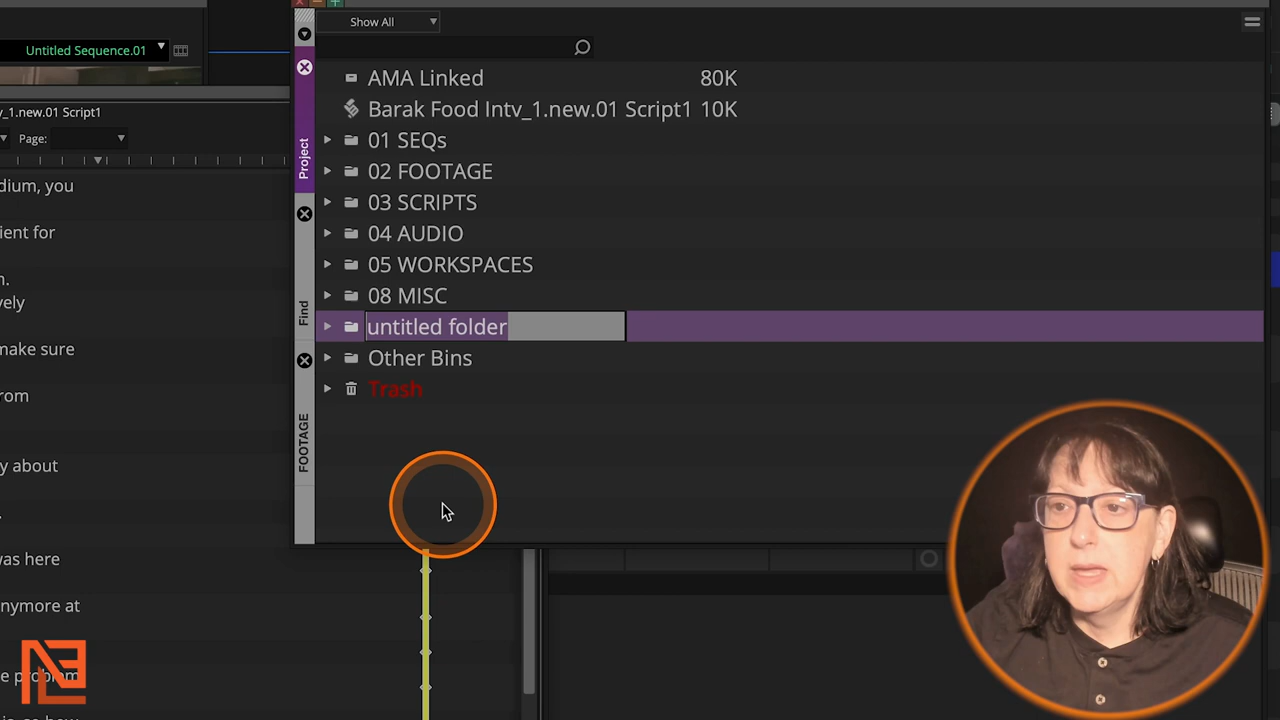 Show All
Untitled Sequence.01
v_1.new.01 Script1
Page:
Project
Find
FOOTAGE
AMA Linked 80K
Barak Food Intv_1.new.01 Script1 10K
01 SEQs
02 FOOTAGE
03 SCRIPTS
04 AUDIO
05 WORKSPACES
08 MISC
untitled folder
Other Bins
Trash
dium, you
ient for
n.
vely
make sure
rom
y about
was here
nymore at
e problem